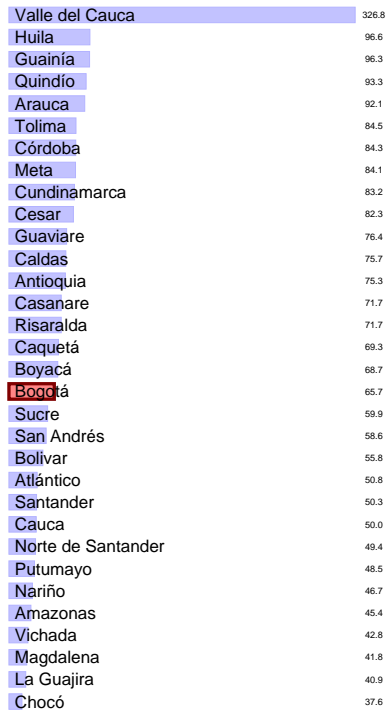 Valle del Cauca 326.8
Huila 96.6
Guainía 96.3
Quindío 93.3
Arauca 92.1
Tolima 84.5
Córdoba 84.3
Meta 84.1
Cundinamarca 83.2
Cesar 82.3
Guaviare 76.4
Caldas 75.7
Antioquia 75.3
Casanare 71.7
Risaralda 71.7
Caquetá 69.3
Boyacá 68.7
Bogotá 65.7
Sucre 59.9
San Andrés 58.6
Bolivar 55.8
Atlántico 50.8
Santander 50.3
Cauca 50.0
Norte de Santander 49.4
Putumayo 48.5
Nariño 46.7
Amazonas 45.4
Vichada 42.8
Magdalena 41.8
La Guajira 40.9
Chocó 37.6